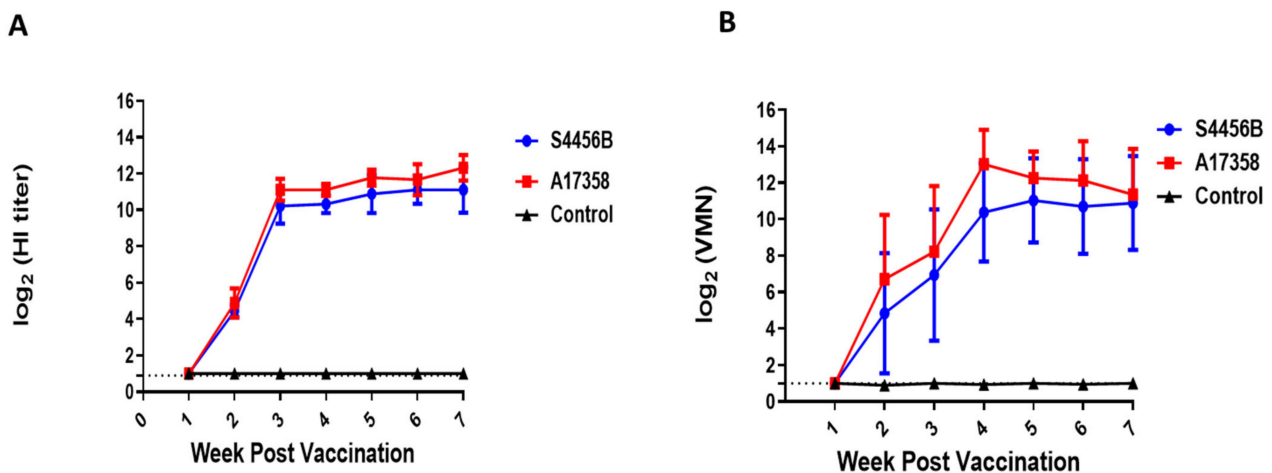 A
B
log2 (HI titer)
16
14
12
10
8
6
4
2
0
0 1 2 3 4 5 6 7
Week Post Vaccination
S4456B
A17358
Control
log2 (VMN)
16
14
12
10
8
6
4
2
0
1 2 3 4 5 6 7
Week Post Vaccination
S4456B
A17358
Control